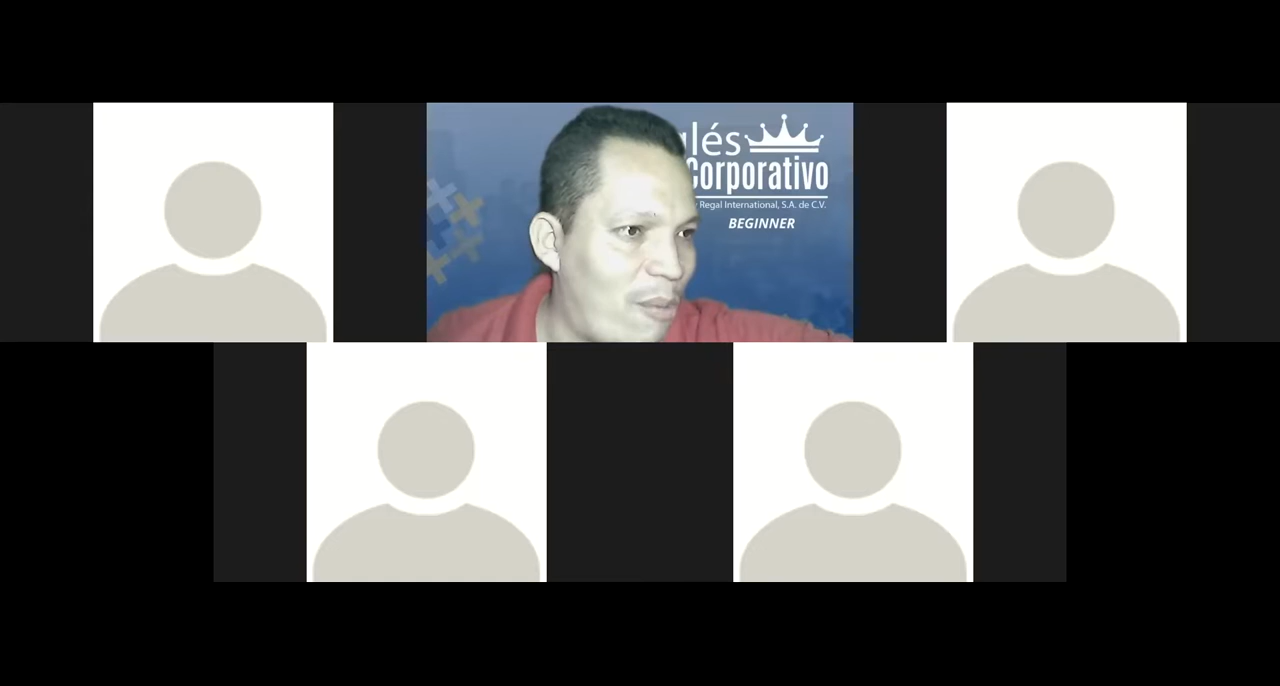 glés
Corporativo
y Regal International, S.A. de C.V.
BEGINNER